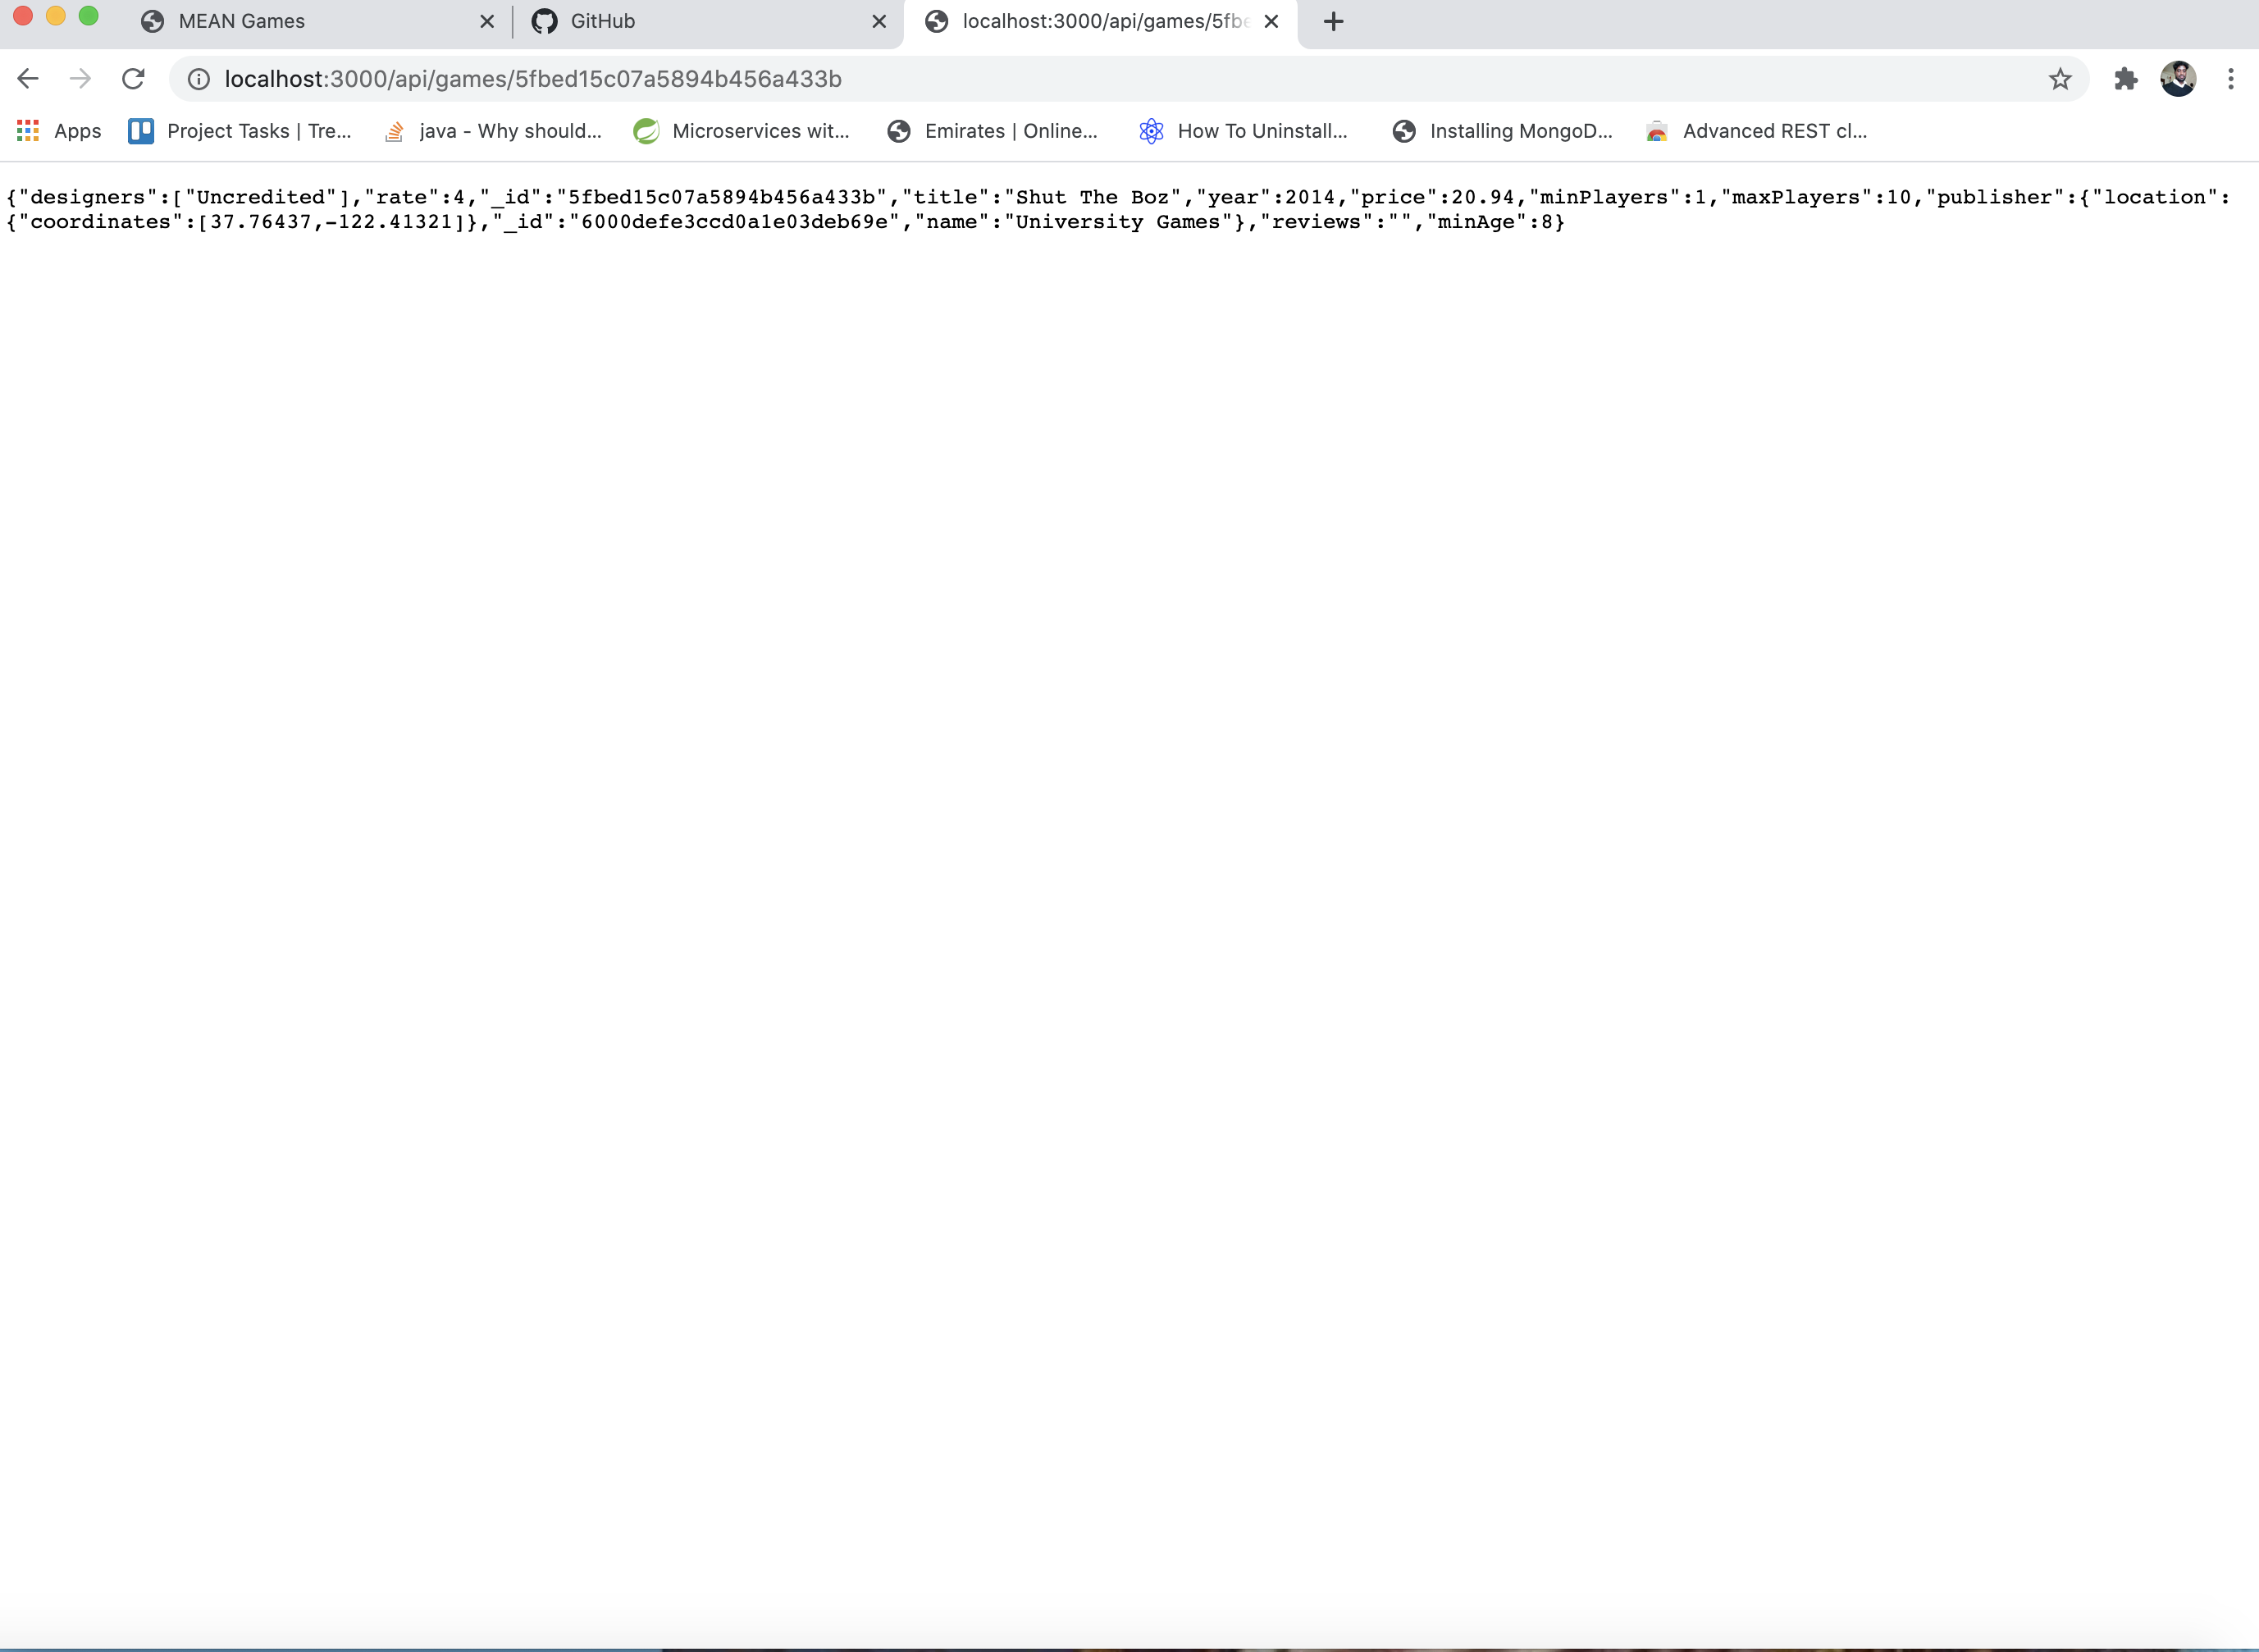 MEAN Games
GitHub
localhost:3000/api/games/5fbe
localhost:3000/api/games/5fbed15c07a5894b456a433b
Apps
Project Tasks | Tre...
java - Why should...
Microservices wit...
Emirates | Online...
How To Uninstall...
Installing MongoD...
Advanced REST cl...
{"designers":["Uncredited"],"rate":4,"_id":"5fbed15c07a5894b456a433b","title":"Shut The Boz","year":2014,"price":20.94,"minPlayers":1,"maxPlayers":10,"publisher":{"location":
{"coordinates":[37.76437,-122.41321]},"_id":"6000defe3ccd0a1e03deb69e","name":"University Games"},"reviews":"","minAge":8}